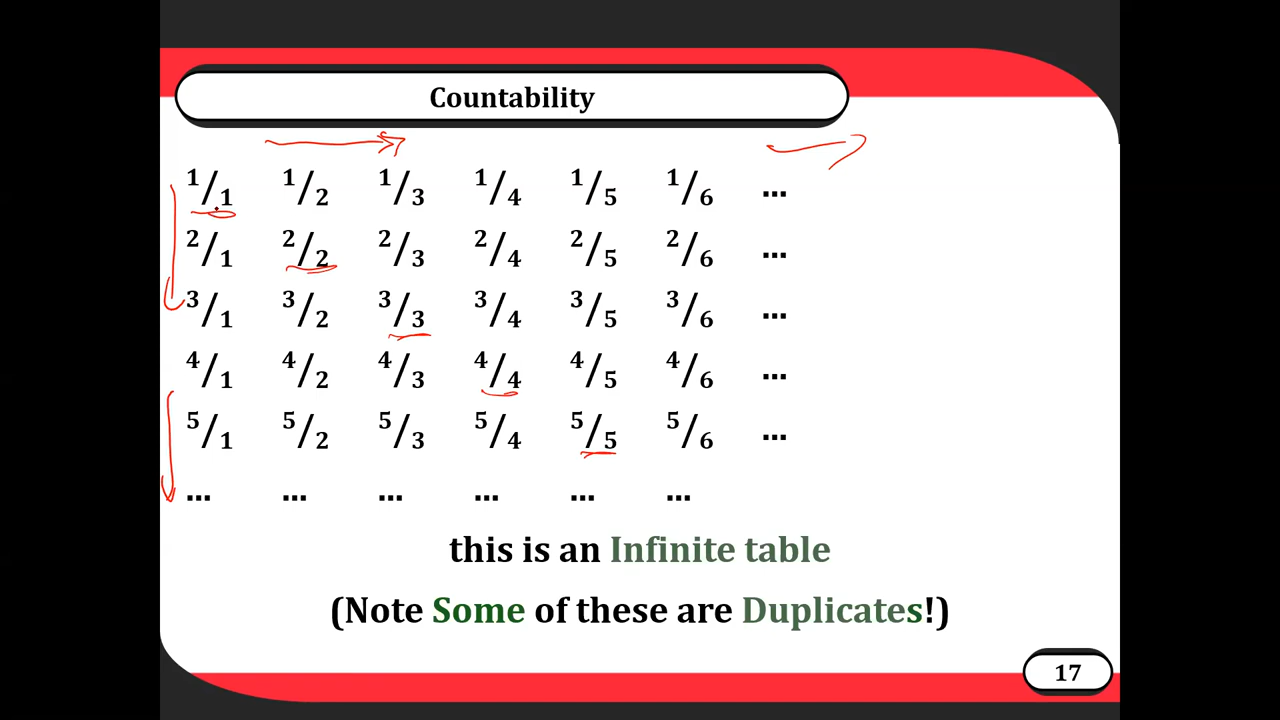 Countability
1/1 1/2 1/3 1/4 1/5 1/6 ...
2/1 2/2 2/3 2/4 2/5 2/6 ...
3/1 3/2 3/3 3/4 3/5 3/6 ...
4/1 4/2 4/3 4/4 4/5 4/6 ...
5/1 5/2 5/3 5/4 5/5 5/6 ...
... ... ... ... ... ...
this is an Infinite table
(Note Some of these are Duplicates!)
17